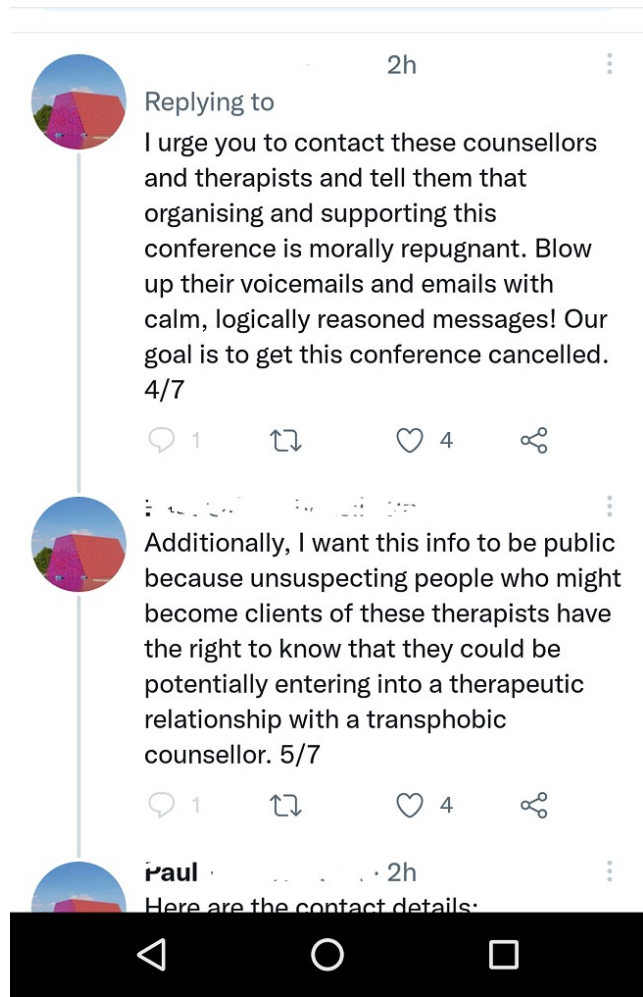 2h
Replying to
I urge you to contact these counsellors
and therapists and tell them that
organising and supporting this
conference is morally repugnant. Blow
up their voicemails and emails with
calm, logically reasoned messages! Our
goal is to get this conference cancelled.
4/7
1 4
Additionally, I want this info to be public
because unsuspecting people who might
become clients of these therapists have
the right to know that they could be
potentially entering into a therapeutic
relationship with a transphobic
counsellor. 5/7
1 4
Paul · 2h
Here are the contact details: